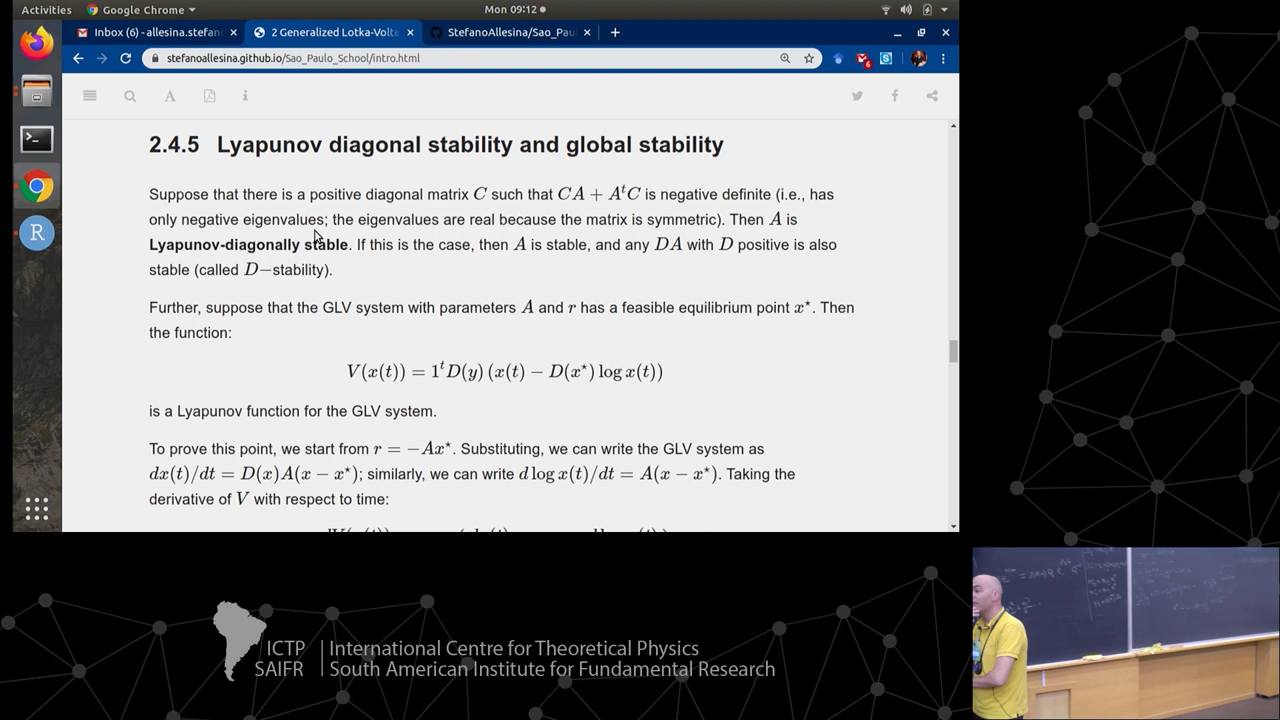 Activities
Google Chrome
Mon 09:12
Inbox (6) - allesina.stefan
2 Generalized Lotka-Volte
StefanoAllesina/Sao_Pau
stefanoallesina.github.io/Sao_Paulo_School/intro.html
6
2.4.5 Lyapunov diagonal stability and global stability
Suppose that there is a positive diagonal matrix C such that CA + AᵗC is negative definite (i.e., has
only negative eigenvalues; the eigenvalues are real because the matrix is symmetric). Then A is
Lyapunov-diagonally stable. If this is the case, then A is stable, and any DA with D positive is also
stable (called D−stability).
Further, suppose that the GLV system with parameters A and r has a feasible equilibrium point x⋆. Then
the function:
V(x(t)) = 1ᵗD(y) (x(t) − D(x⋆) log x(t))
is a Lyapunov function for the GLV system.
To prove this point, we start from r = −Ax⋆. Substituting, we can write the GLV system as
dx(t)/dt = D(x)A(x − x⋆); similarly, we can write d log x(t)/dt = A(x − x⋆). Taking the
derivative of V with respect to time:
ICTP
SAIFR
International Centre for Theoretical Physics
South American Institute for Fundamental Research